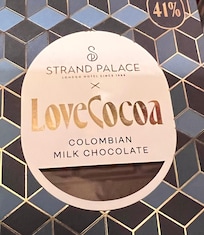 41%
STRAND PALACE
LONDON HOTEL SINCE 1909
×
LoveCocoa
COLOMBIAN
MILK CHOCOLATE